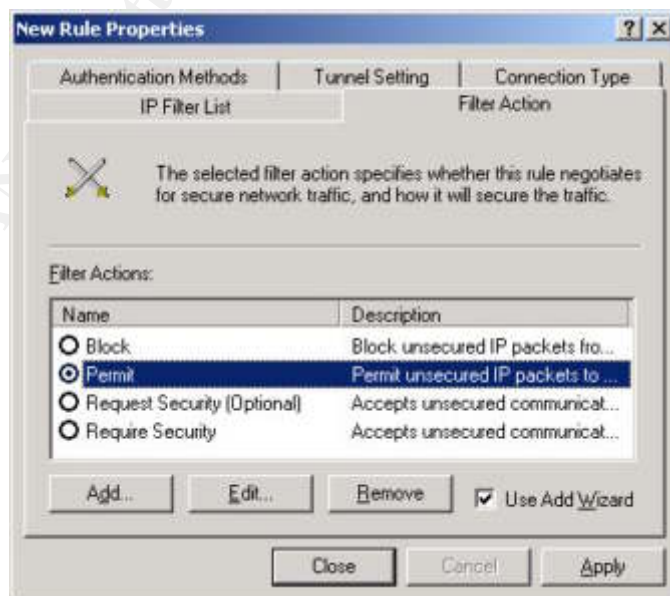 New Rule Properties
Authentication Methods
Tunnel Setting
Connection Type
IP Filter List
Filter Action
The selected filter action specifies whether this rule negotiates
for secure network traffic, and how it will secure the traffic.
Filter Actions:
Name Description
Block Block unsecured IP packets fro...
Permit Permit unsecured IP packets to ...
Request Security (Optional) Accepts unsecured communicat...
Require Security Accepts unsecured communicat...
Add... Edit... Remove Use Add Wizard
Close Cancel Apply